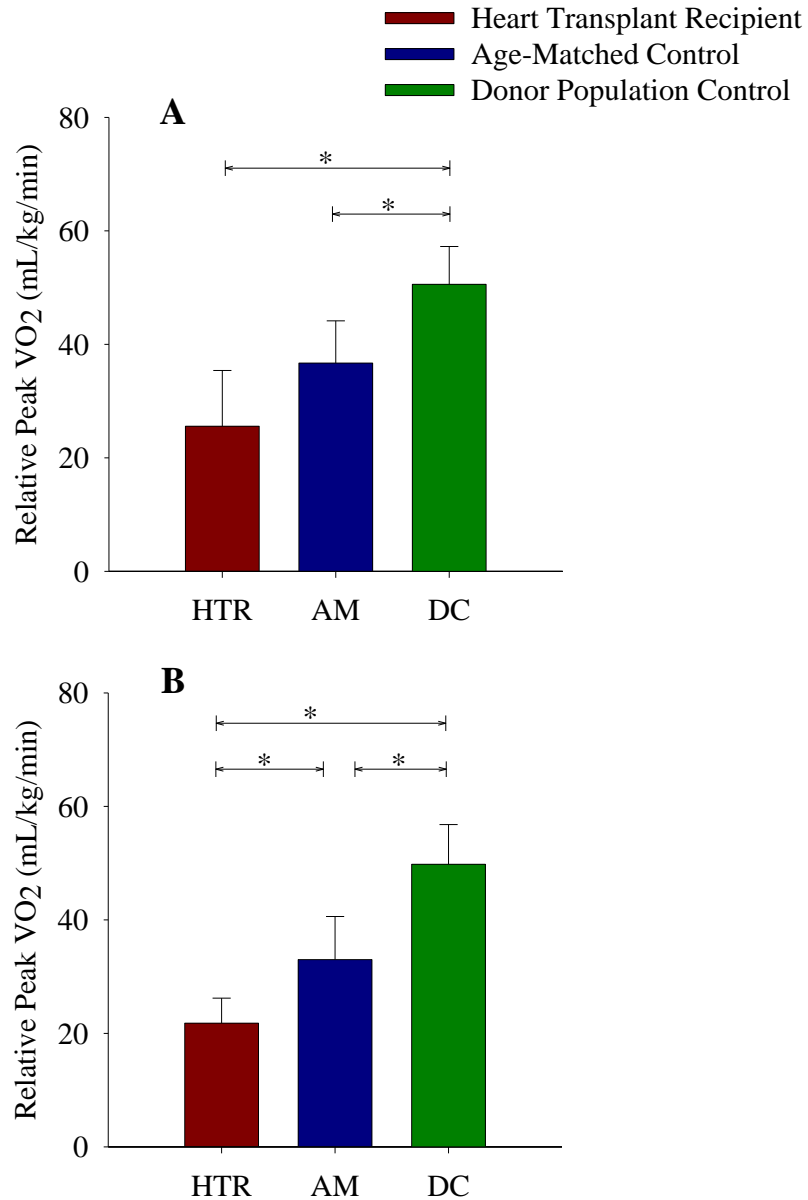 Heart Transplant Recipient
Age-Matched Control
Donor Population Control
A
Relative Peak VO2 (mL/kg/min)
80
60
40
20
0
*
*
HTR AM DC
B
Relative Peak VO2 (mL/kg/min)
80
60
40
20
0
*
* *
HTR AM DC